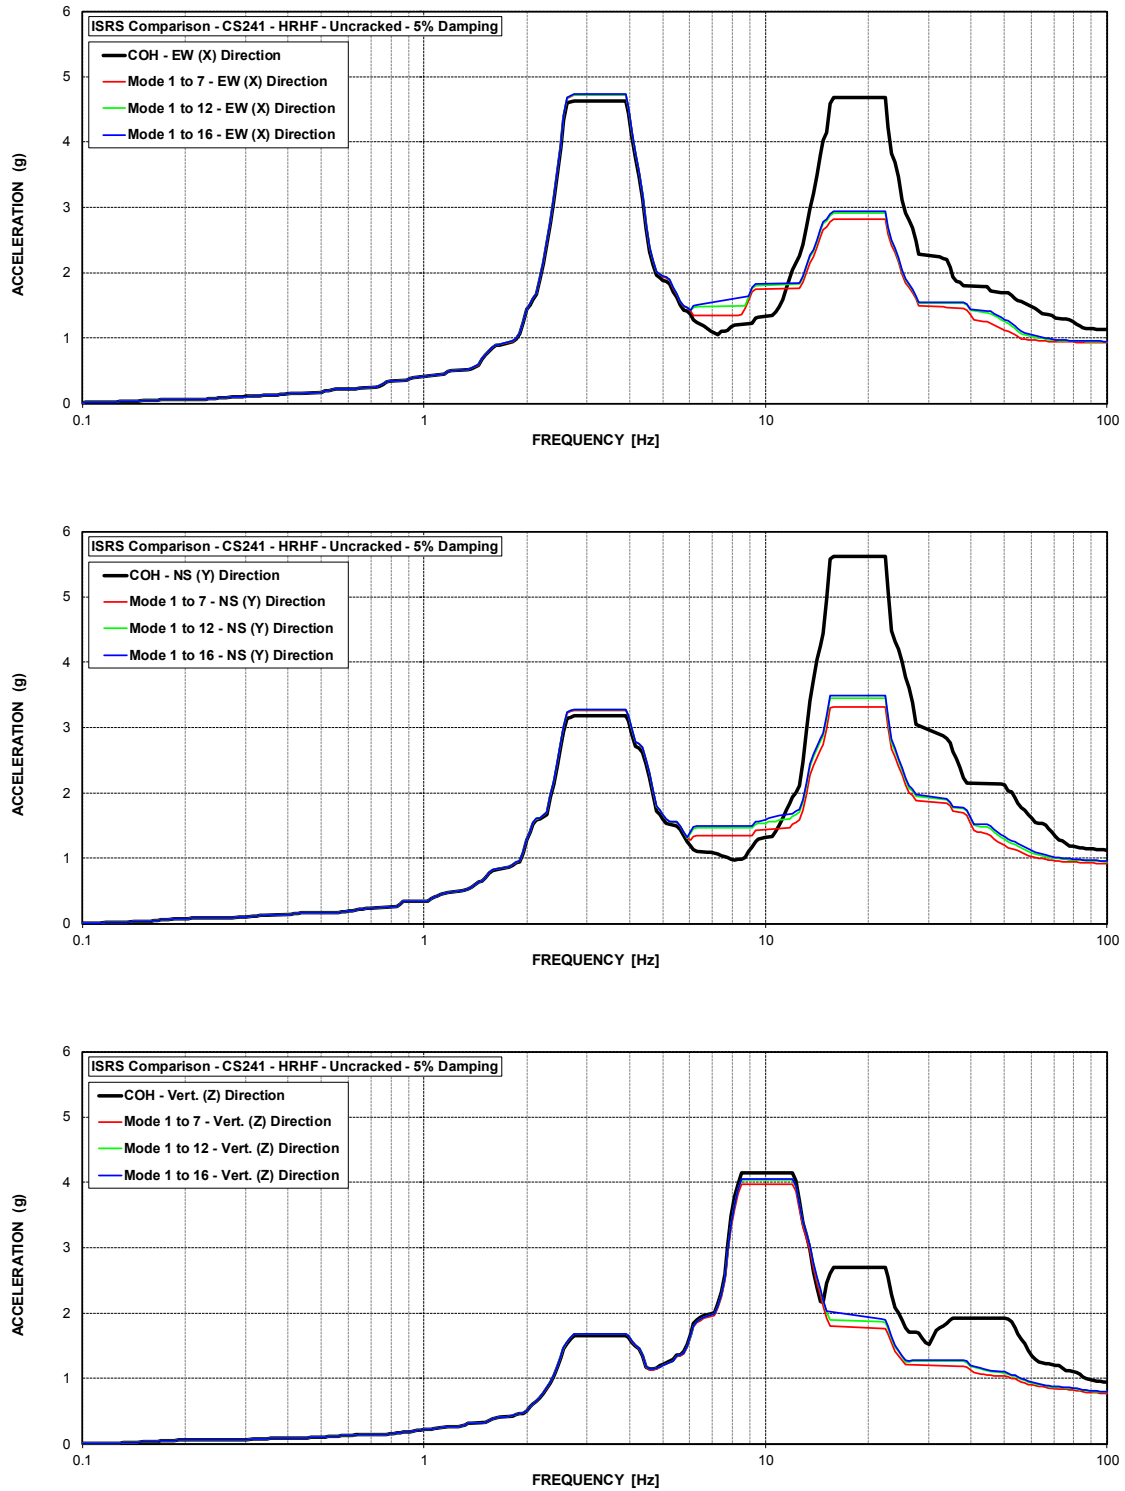 ISRS Comparison - CS241 - HRHF - Uncracked - 5% Damping
COH - EW (X) Direction
Mode 1 to 7 - EW (X) Direction
Mode 1 to 12 - EW (X) Direction
Mode 1 to 16 - EW (X) Direction
ACCELERATION (g)
6
5
4
3
2
1
0
0.1 1 10 100
FREQUENCY [Hz]
ISRS Comparison - CS241 - HRHF - Uncracked - 5% Damping
COH - NS (Y) Direction
Mode 1 to 7 - NS (Y) Direction
Mode 1 to 12 - NS (Y) Direction
Mode 1 to 16 - NS (Y) Direction
ACCELERATION (g)
6
5
4
3
2
1
0
0.1 1 10 100
FREQUENCY [Hz]
ISRS Comparison - CS241 - HRHF - Uncracked - 5% Damping
COH - Vert. (Z) Direction
Mode 1 to 7 - Vert. (Z) Direction
Mode 1 to 12 - Vert. (Z) Direction
Mode 1 to 16 - Vert. (Z) Direction
ACCELERATION (g)
6
5
4
3
2
1
0
0.1 1 10 100
FREQUENCY [Hz]